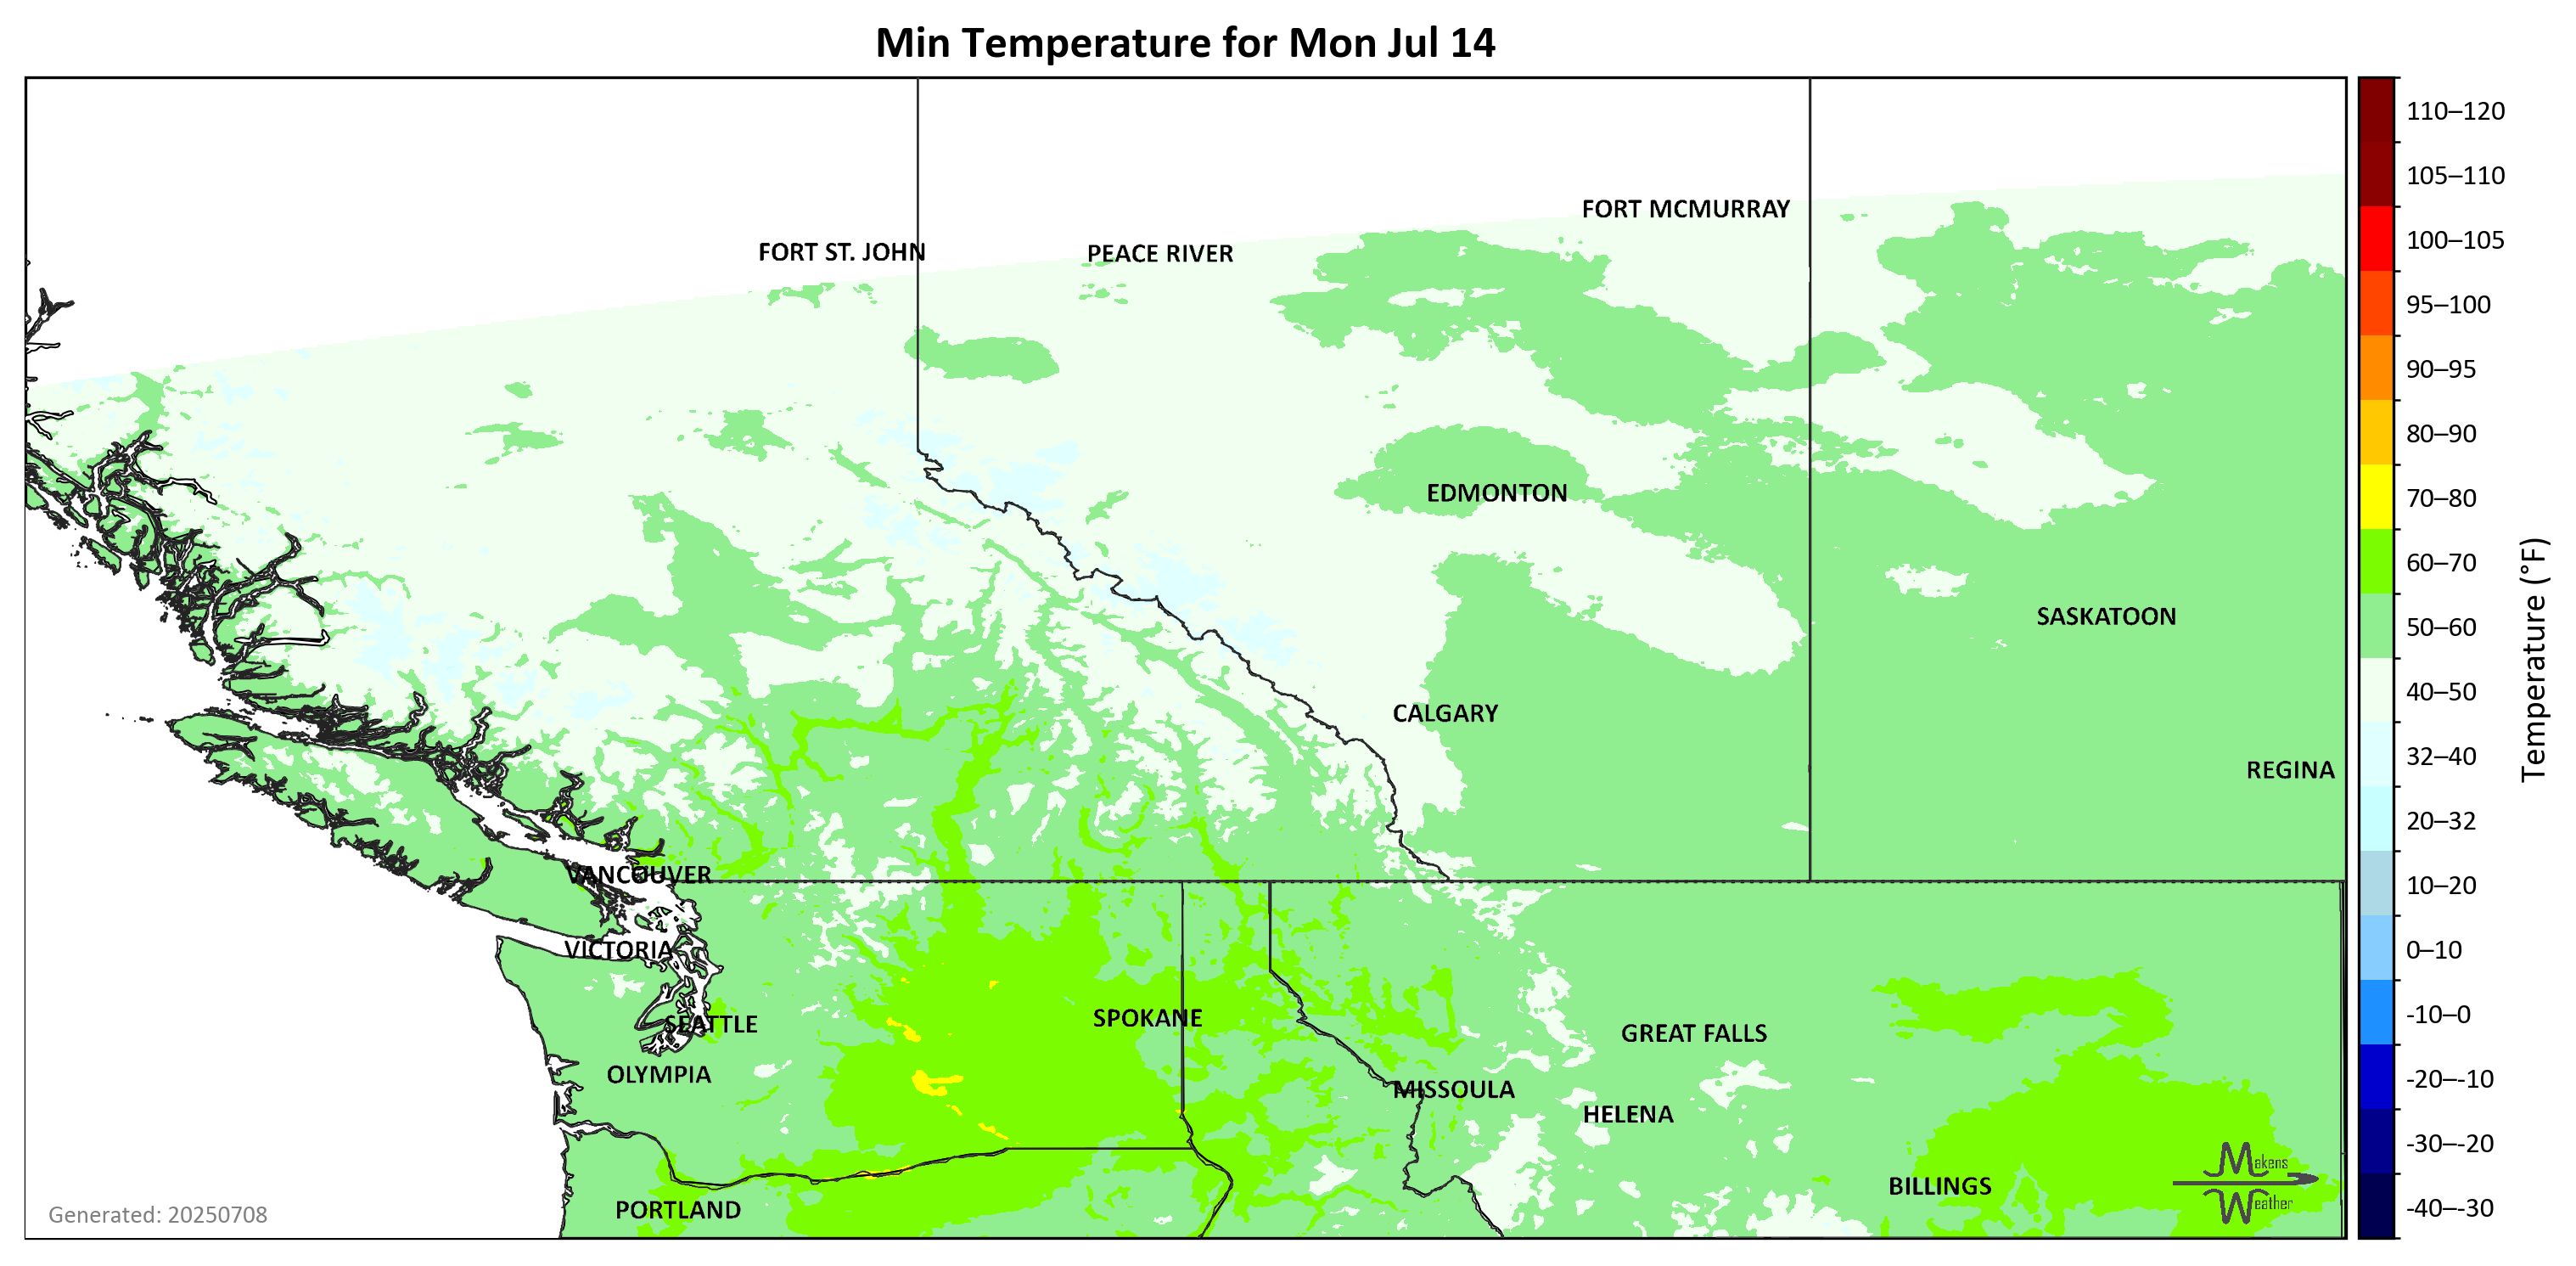 Min Temperature for Mon Jul 14
FORT MCMURRAY
FORT ST. JOHN
PEACE RIVER
EDMONTON
SASKATOON
CALGARY
REGINA
VANCOUVER
VICTORIA
SEATTLE
SPOKANE
GREAT FALLS
OLYMPIA
MISSOULA
HELENA
BILLINGS
PORTLAND
Makens
Weather
Generated: 20250708
110–120
105–110
100–105
95–100
90–95
80–90
70–80
60–70
50–60
40–50
32–40
20–32
10–20
0–10
-10–0
-20–-10
-30–-20
-40–-30
Temperature (°F)